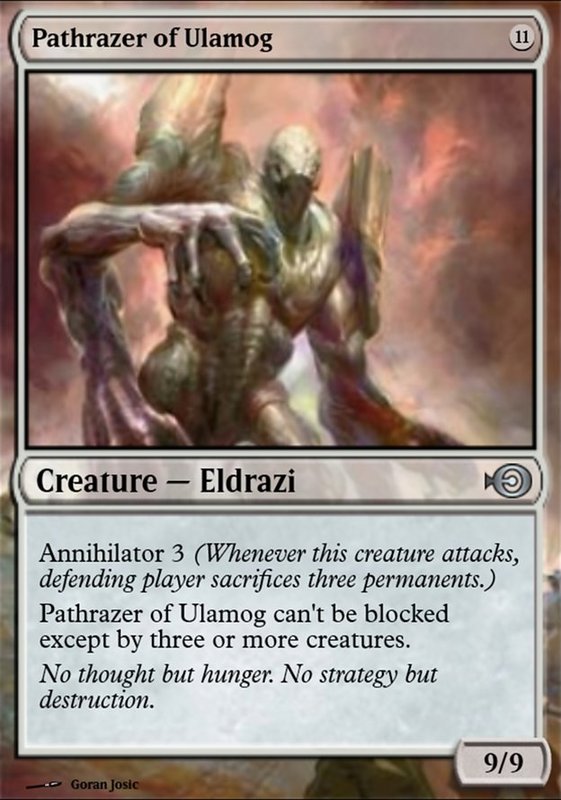 Pathrazer of Ulamog 11
Creature — Eldrazi
Annihilator 3 (Whenever this creature attacks,
defending player sacrifices three permanents.)
Pathrazer of Ulamog can't be blocked
except by three or more creatures.
No thought but hunger. No strategy but
destruction.
9/9
Goran Josic